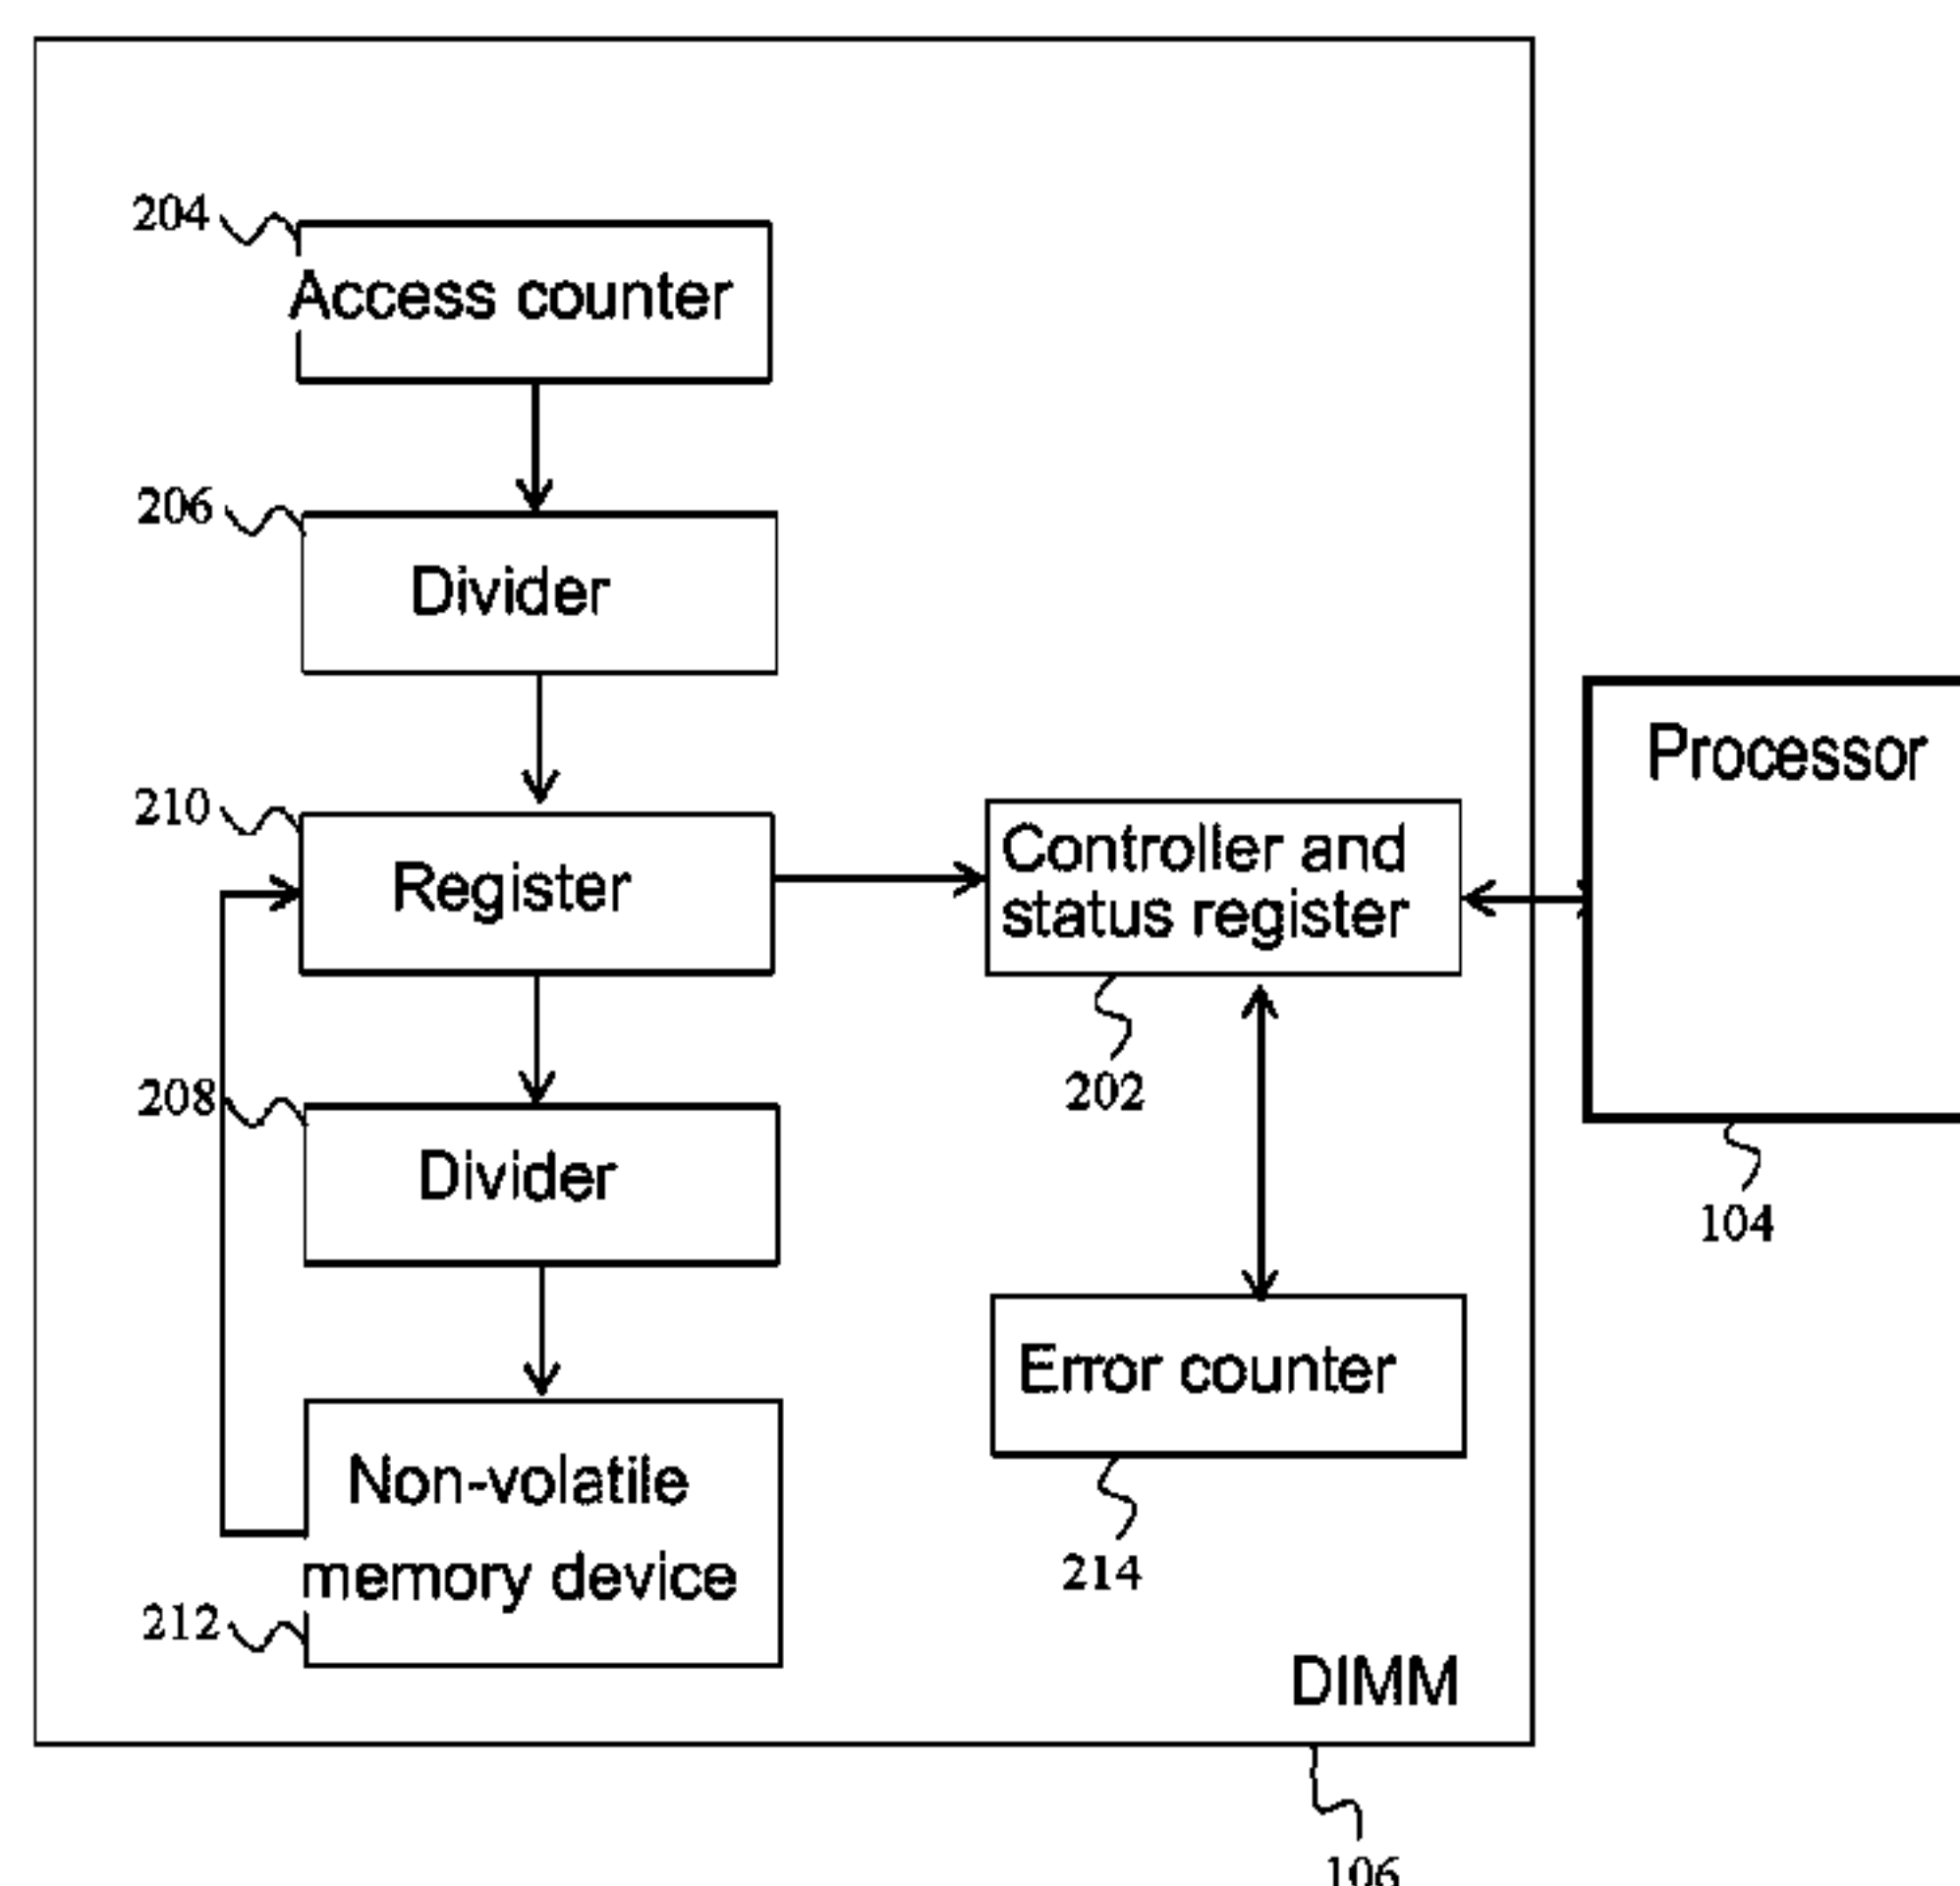 204
Access counter
206
Divider
210
Register
208
Divider
Non-volatile
memory device
212
Controller and
status register
202
Error counter
214
DIMM
106
Processor
104